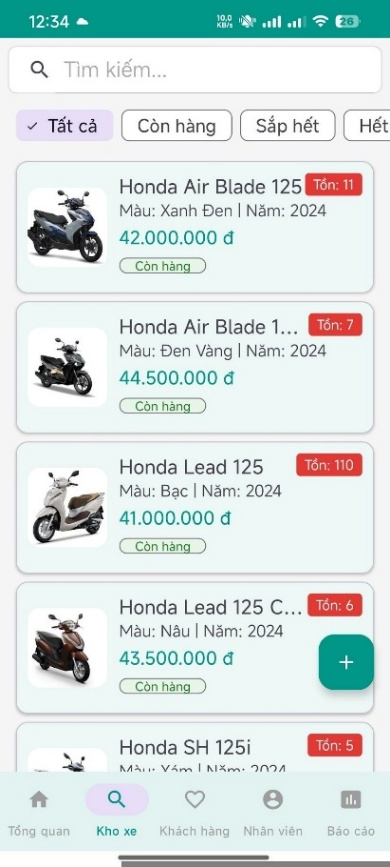 12:34 10,0 KB/s 26
Tìm kiếm...
Tất cả Còn hàng Sắp hết Hết
Honda Air Blade 125 Tồn: 11
Màu: Xanh Đen | Năm: 2024
42.000.000 đ
Còn hàng
Honda Air Blade 1... Tồn: 7
Màu: Đen Vàng | Năm: 2024
44.500.000 đ
Còn hàng
Honda Lead 125 Tồn: 110
Màu: Bạc | Năm: 2024
41.000.000 đ
Còn hàng
Honda Lead 125 C... Tồn: 6
Màu: Nâu | Năm: 2024
43.500.000 đ
Còn hàng
+
Honda SH 125i Tồn: 5
Màu: Xám | Năm: 2024
Tổng quan Kho xe Khách hàng Nhân viên Báo cáo